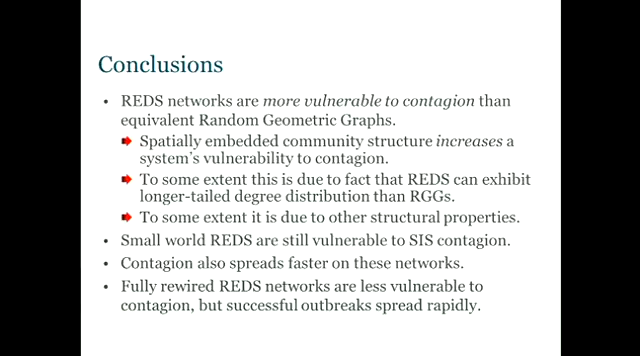 Conclusions
• REDS networks are more vulnerable to contagion than
equivalent Random Geometric Graphs.
Spatially embedded community structure increases a
system's vulnerability to contagion.
To some extent this is due to fact that REDS can exhibit
longer-tailed degree distribution than RGGs.
To some extent it is due to other structural properties.
• Small world REDS are still vulnerable to SIS contagion.
• Contagion also spreads faster on these networks.
• Fully rewired REDS networks are less vulnerable to
contagion, but successful outbreaks spread rapidly.